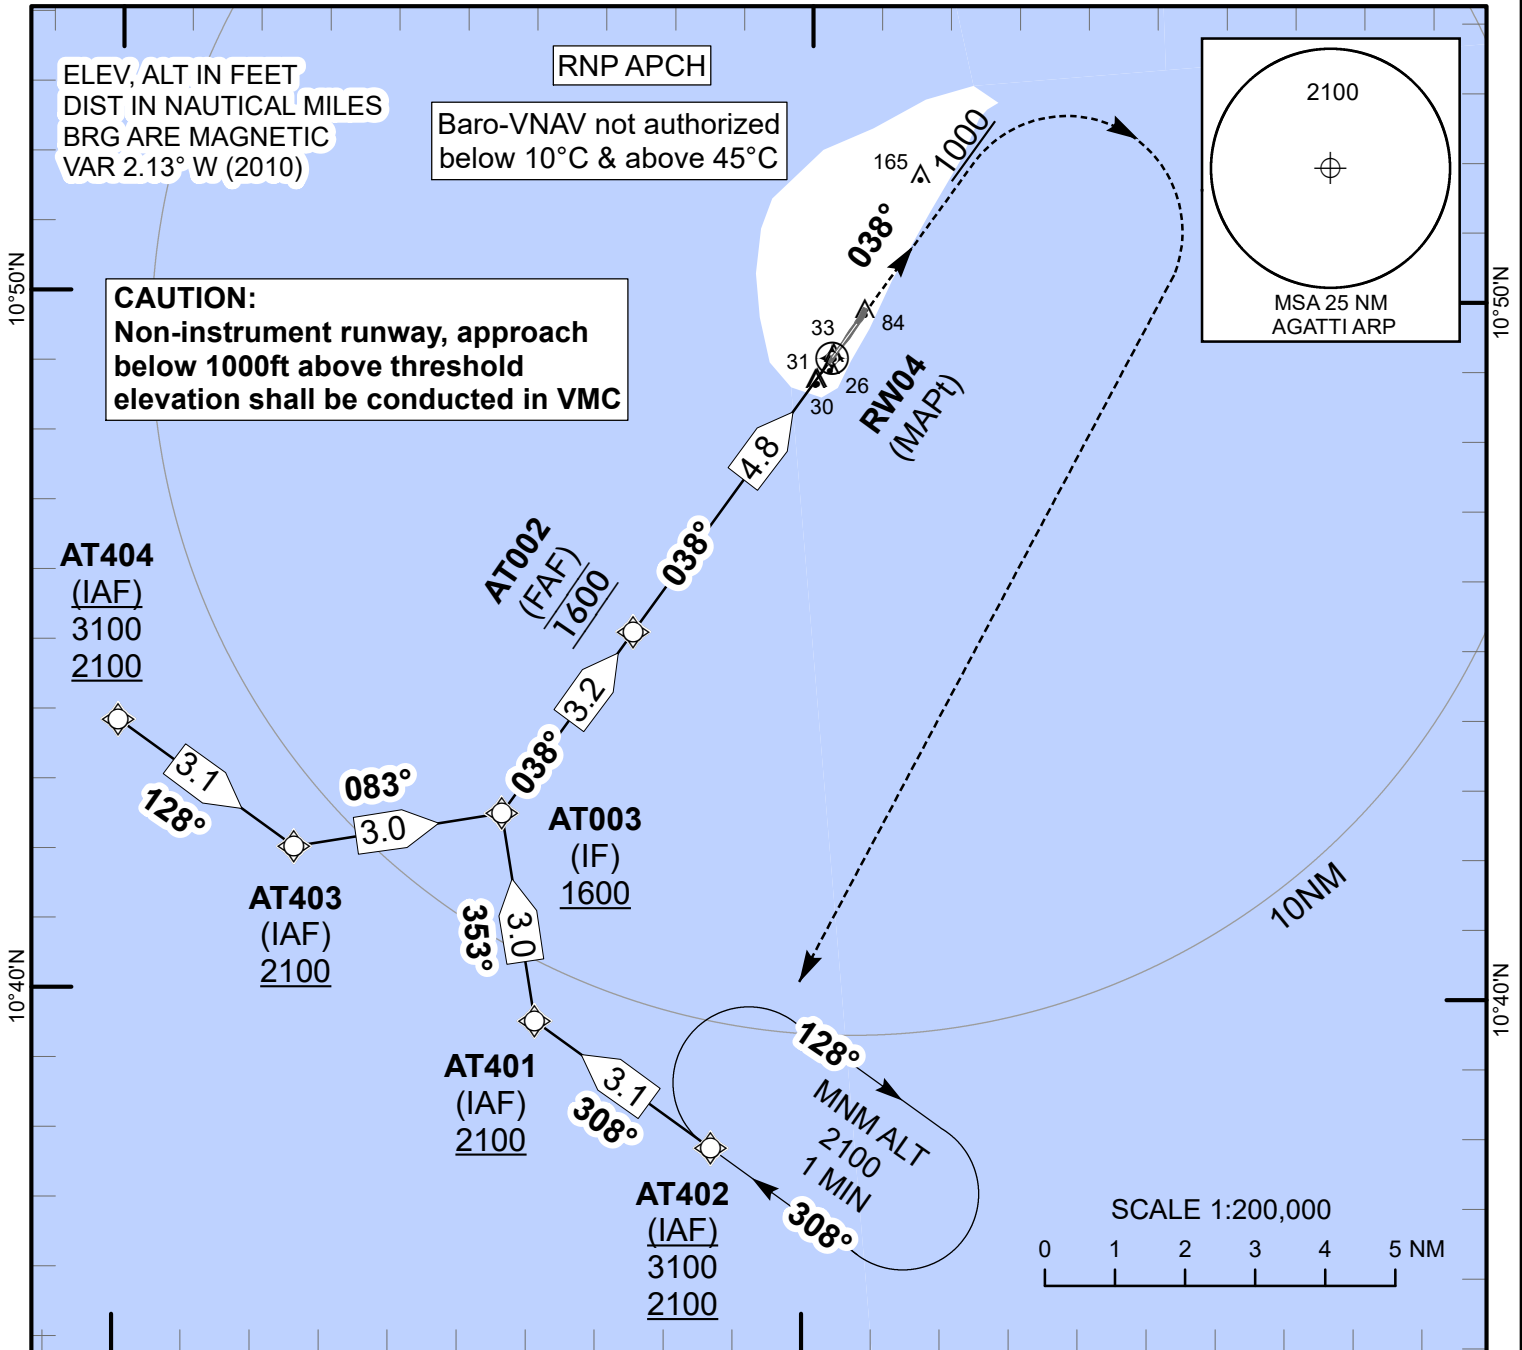 ELEV, ALT IN FEET
DIST IN NAUTICAL MILES
BRG ARE MAGNETIC
VAR 2.13° W (2010)
RNP APCH
Baro-VNAV not authorized
below 10°C & above 45°C
2100
MSA 25 NM
AGATTI ARP
165
1000
038°
10°50'N
10°50'N
CAUTION:
Non-instrument runway, approach
below 1000ft above threshold
elevation shall be conducted in VMC
33
84
31
26
30
RW04
(MAPt)
4.8
038°
AT002
(FAF)
1600
AT404
(IAF)
3100
2100
3.2
038°
3.1
128°
083°
3.0
AT003
(IF)
1600
AT403
(IAF)
2100
353°
3.0
10NM
10°40'N
10°40'N
AT401
(IAF)
2100
3.1
308°
128°
MNM ALT
2100
1 MIN
308°
AT402
(IAF)
3100
2100
SCALE 1:200,000
0 1 2 3 4 5 NM